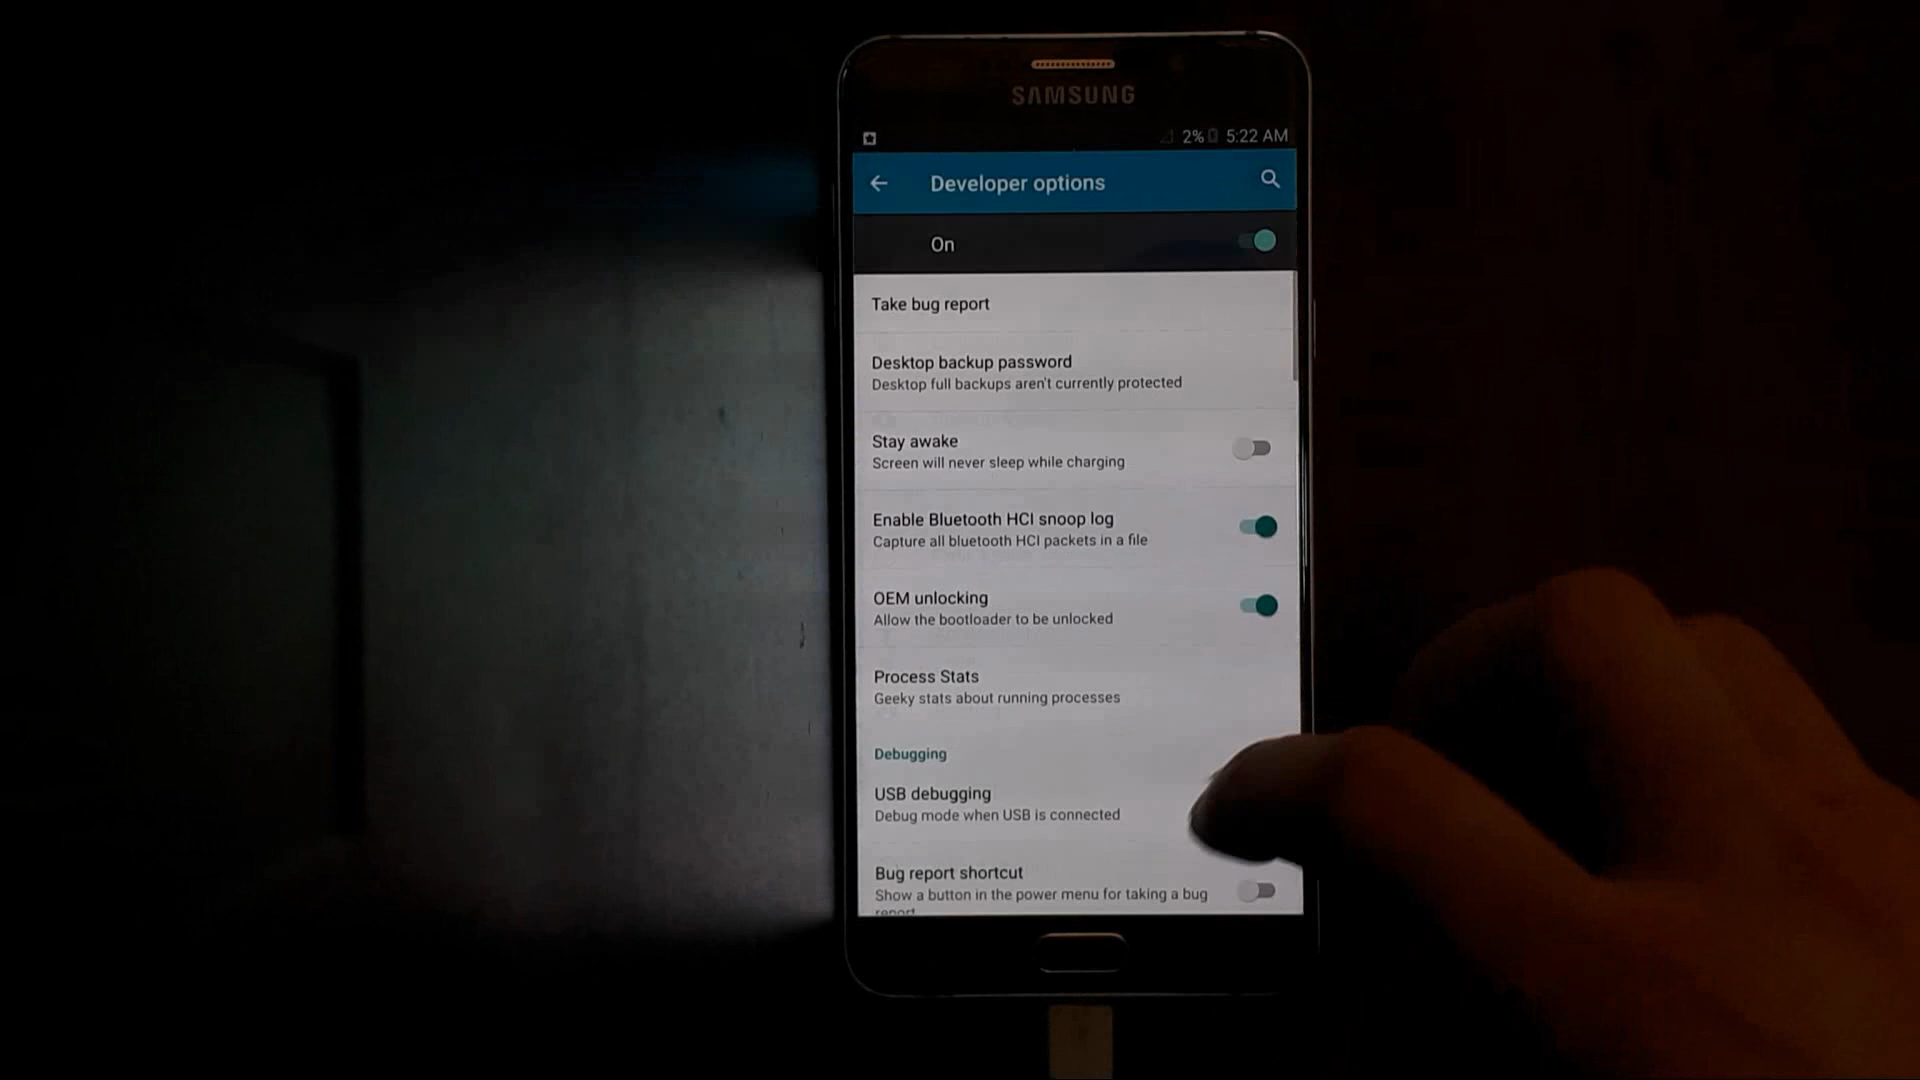 SAMSUNG
2% 5:22 AM
Developer options
On
Take bug report
Desktop backup password
Desktop full backups aren't currently protected
Stay awake
Screen will never sleep while charging
Enable Bluetooth HCI snoop log
Capture all bluetooth HCI packets in a file
OEM unlocking
Allow the bootloader to be unlocked
Process Stats
Geeky stats about running processes
Debugging
USB debugging
Debug mode when USB is connected
Bug report shortcut
Show a button in the power menu for taking a bug
report